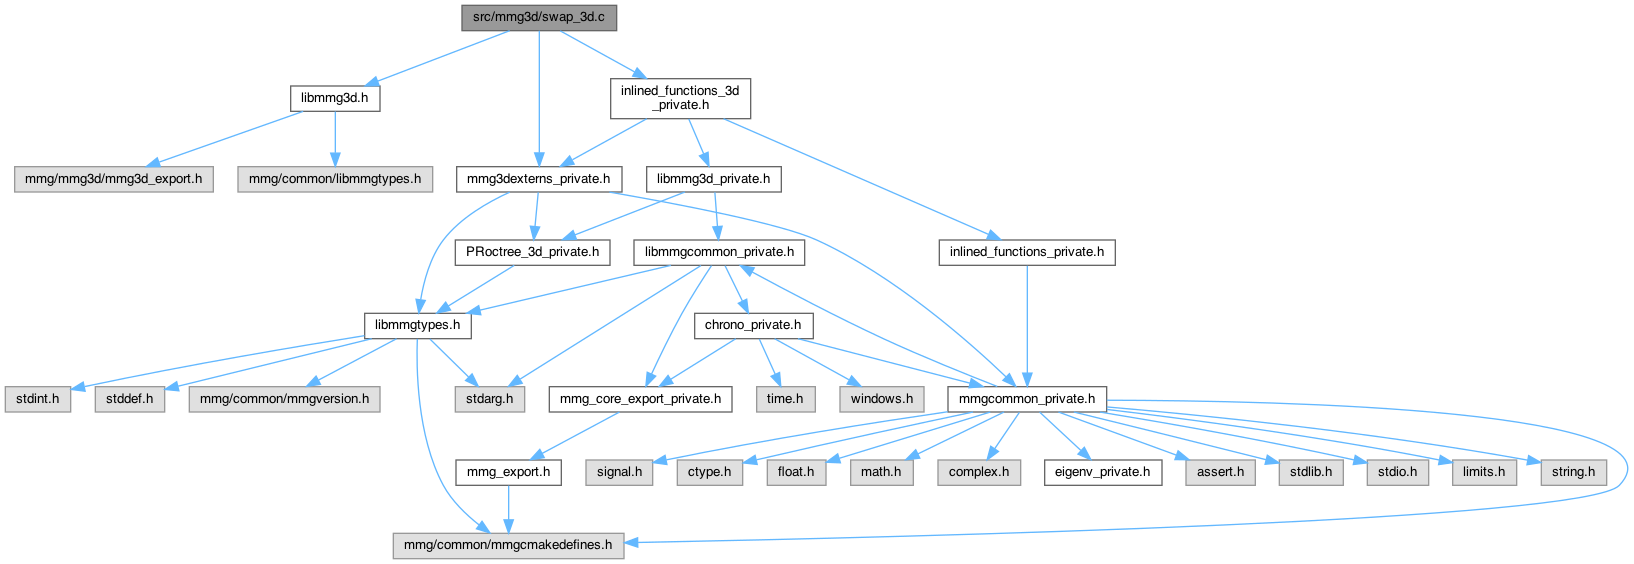 src/mmg3d/swap_3d.c
libmmg3d.h
inlined_functions_3d
_private.h
mmg/mmg3d/mmg3d_export.h
mmg/common/libmmgtypes.h
mmg3dexterns_private.h
libmmg3d_private.h
PRoctree_3d_private.h
libmmgcommon_private.h
inlined_functions_private.h
libmmgtypes.h
chrono_private.h
stdint.h
stddef.h
mmg/common/mmgversion.h
stdarg.h
mmg_core_export_private.h
time.h
windows.h
mmgcommon_private.h
mmg_export.h
signal.h
ctype.h
float.h
math.h
complex.h
eigenv_private.h
assert.h
stdlib.h
stdio.h
limits.h
string.h
mmg/common/mmgcmakedefines.h